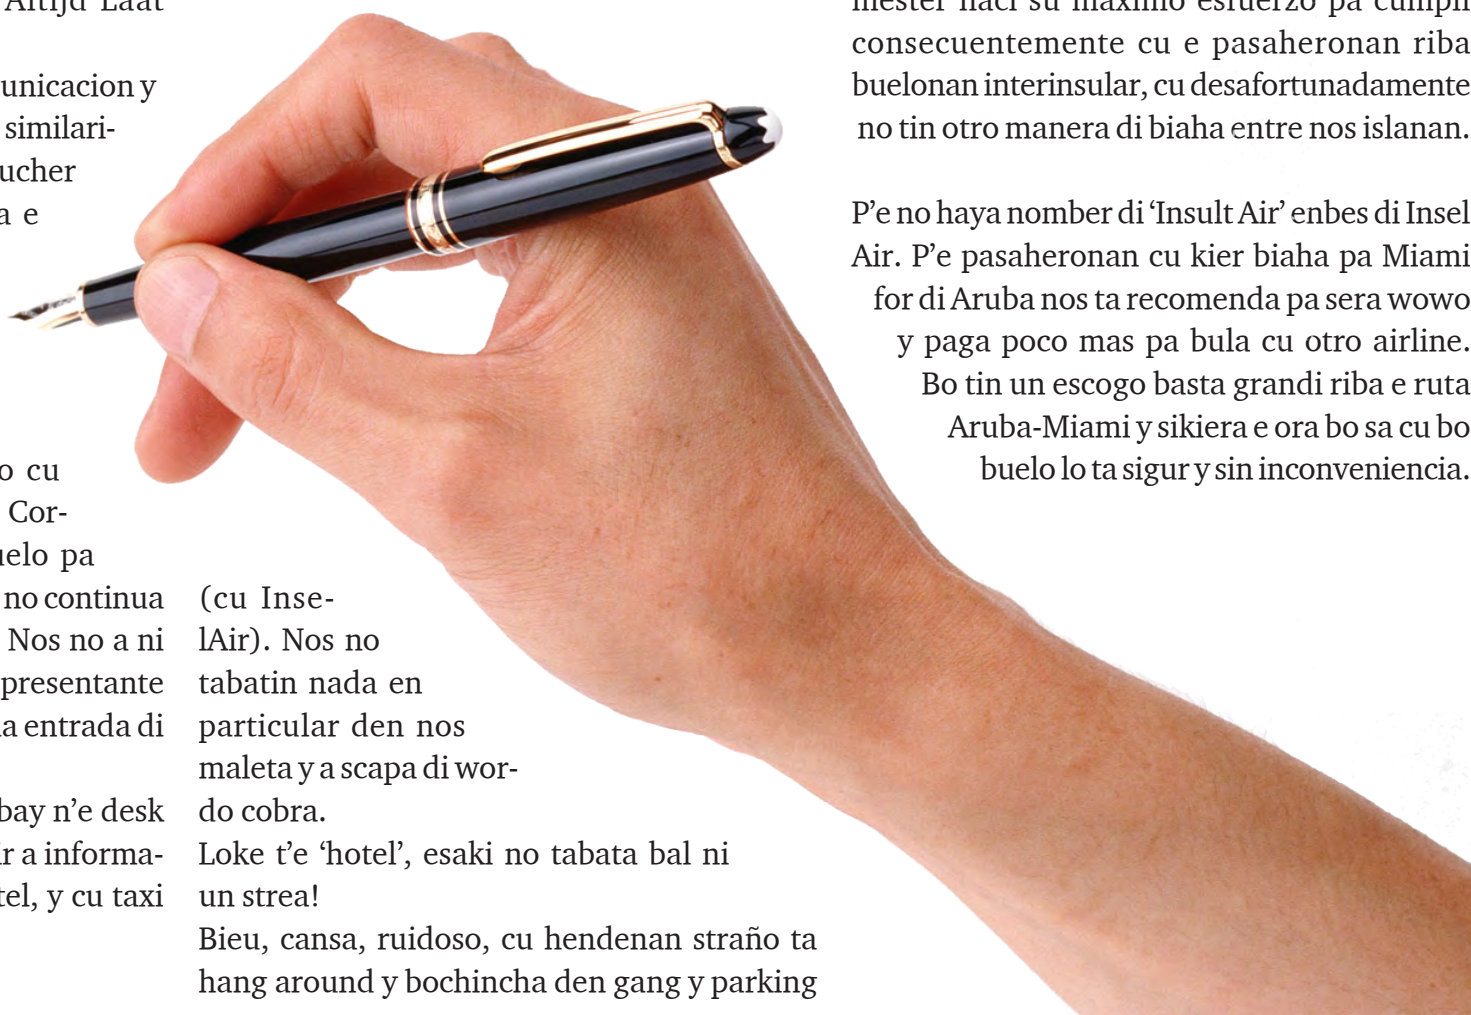 Altijd Laat
unicacion y
similari-
ucher
a e
o cu
Cor-
uelo pa
no continua
Nos no a ni
presentante
la entrada di
bay n’e desk
ir a informa-
tel, y cu taxi
(cu Inse-
lAir). Nos no
tabatin nada en
particular den nos
maleta y a scapa di wor-
do cobra.
Loke t’e ‘hotel’, esaki no tabata bal ni
un strea!
Bieu, cansa, ruidoso, cu hendenan straño ta
hang around y bochincha den gang y parking
mester haci su maximo esfuerzo pa cumpli
consecuentemente cu e pasaheronan riba
buelonan interinsular, cu desafortunadamente
no tin otro manera di biaha entre nos islanan.
P’e no haya nomber di ‘Insult Air’ enbes di Insel
Air. P’e pasaheronan cu kier biaha pa Miami
for di Aruba nos ta recomenda pa sera wowo
y paga poco mas pa bula cu otro airline.
Bo tin un escogo basta grandi riba e ruta
Aruba-Miami y sikiera e ora bo sa cu bo
buelo lo ta sigur y sin inconveniencia.